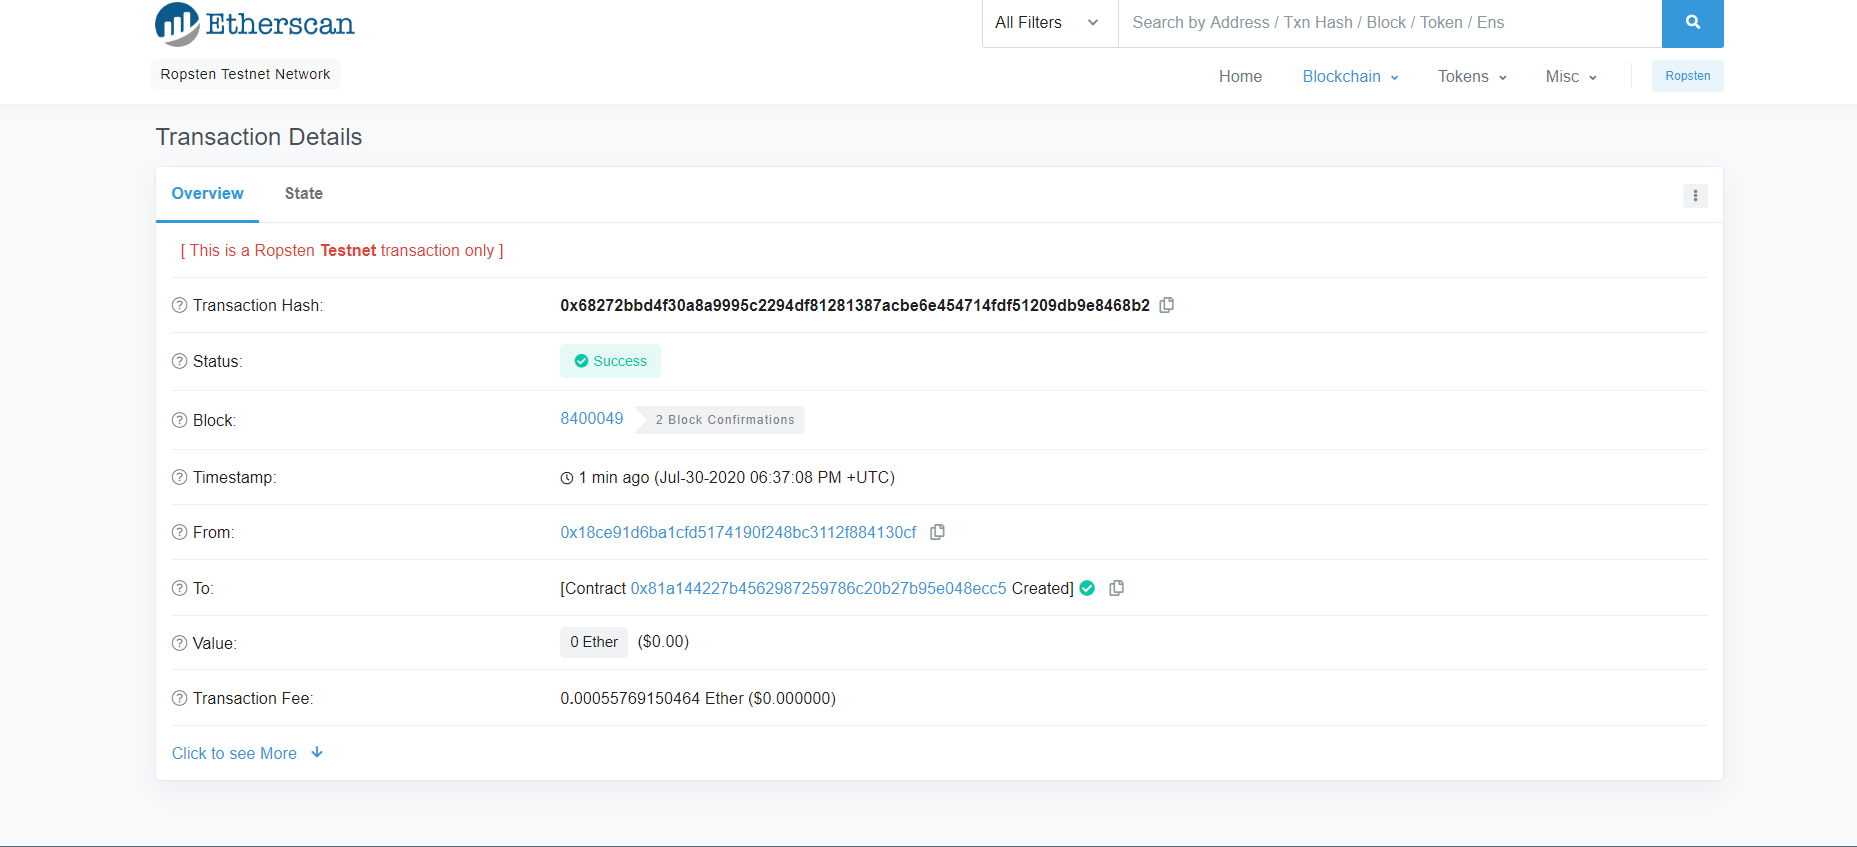 Etherscan
All Filters
Search by Address / Txn Hash / Block / Token / Ens
Ropsten Testnet Network
Home Blockchain Tokens Misc Ropsten
Transaction Details
Overview State
[ This is a Ropsten Testnet transaction only ]
Transaction Hash: 0x68272bbd4f30a8a9995c2294df81281387acbe6e454714fdf51209db9e8468b2
Status: Success
Block: 8400049 2 Block Confirmations
Timestamp: 1 min ago (Jul-30-2020 06:37:08 PM +UTC)
From: 0x18ce91d6ba1cfd5174190f248bc3112f884130cf
To: [Contract 0x81a144227b4562987259786c20b27b95e048ecc5 Created]
Value: 0 Ether ($0.00)
Transaction Fee: 0.00055769150464 Ether ($0.000000)
Click to see More